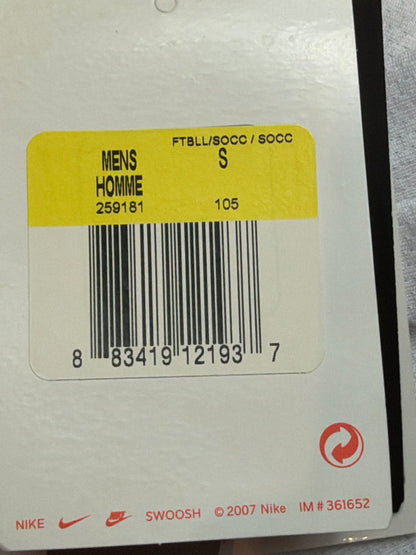 FTBLL/SOCC / SOCC
MENS S
HOMME
259181 105
8 83419 12193 7
NIKE SWOOSH © 2007 Nike IM # 361652